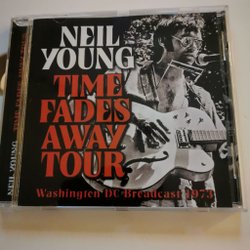 NEIL
YOUNG
TIME
FADES
AWAY
TOUR
Washington DC Broadcast 1973
NEIL YOUNG